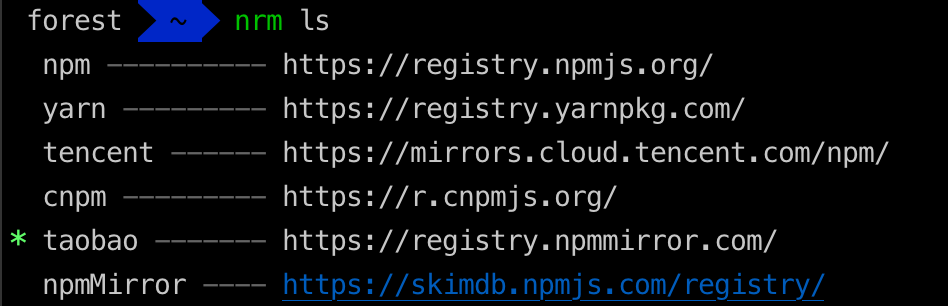 forest ~ nrm ls
npm ---------- https://registry.npmjs.org/
yarn --------- https://registry.yarnpkg.com/
tencent ------ https://mirrors.cloud.tencent.com/npm/
cnpm --------- https://r.cnpmjs.org/
* taobao ------- https://registry.npmmirror.com/
npmMirror ---- https://skimdb.npmjs.com/registry/